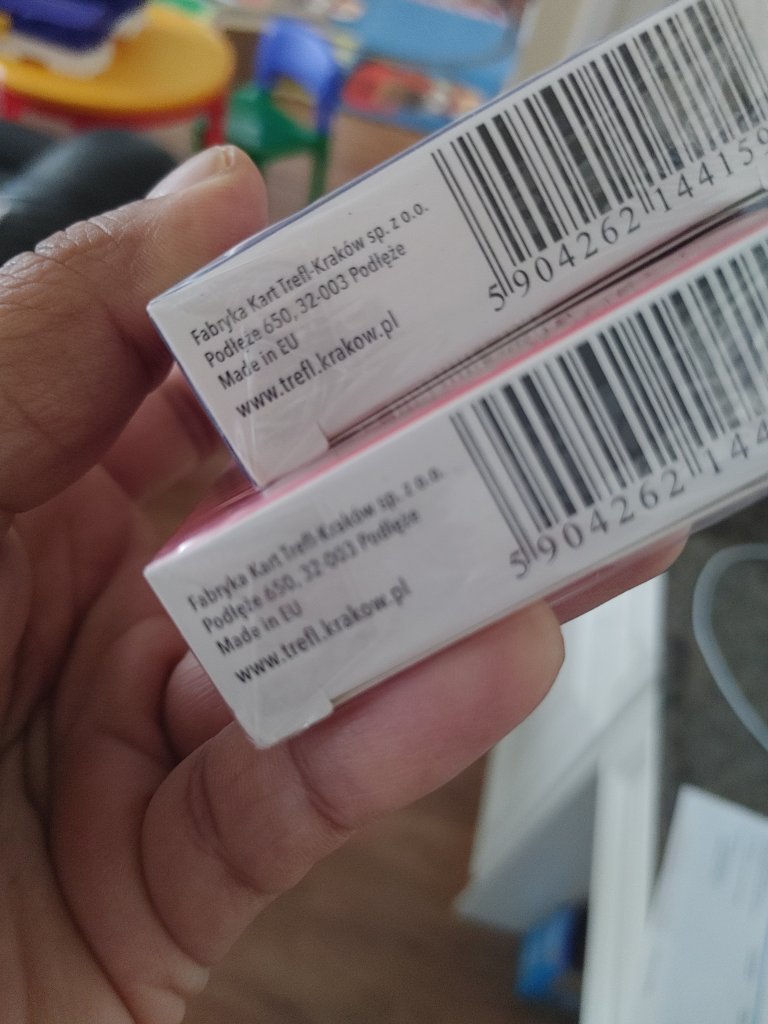 Fabryka Kart Trefl-Kraków sp. z o.o.
Podłęże 650, 32-003 Podłęże
Made in EU
www.trefl.krakow.pl
5 904262 144159
Fabryka Kart Trefl-Kraków sp. z o.o.
Podłęże 650, 32-003 Podłęże
Made in EU
www.trefl.krakow.pl
5 904262 144